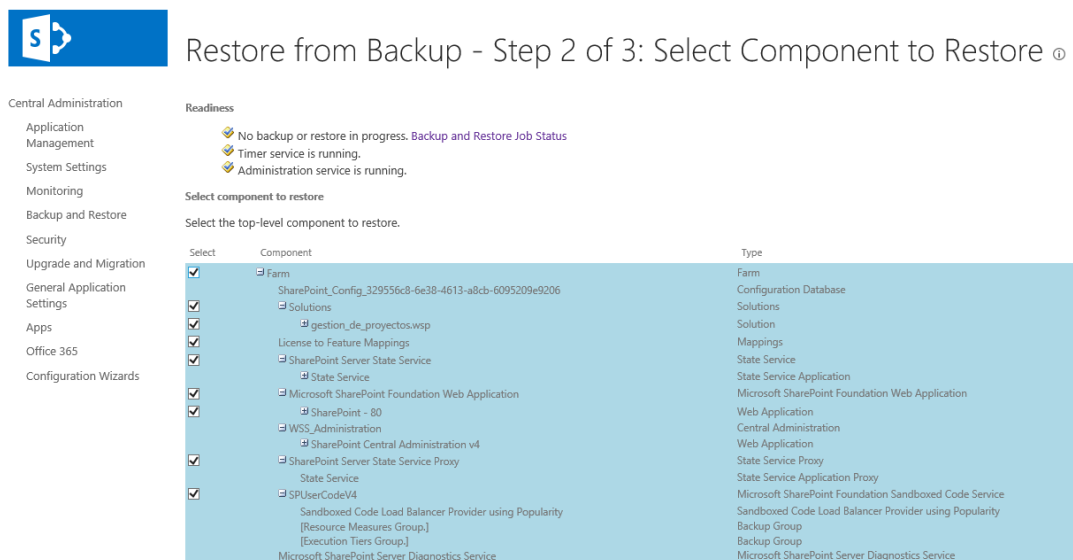 S
Restore from Backup - Step 2 of 3: Select Component to Restore
Central Administration
Application
Management
System Settings
Monitoring
Backup and Restore
Security
Upgrade and Migration
General Application
Settings
Apps
Office 365
Configuration Wizards
Readiness
No backup or restore in progress. Backup and Restore Job Status
Timer service is running.
Administration service is running.
Select component to restore
Select the top-level component to restore.
Select Component Type
Farm Farm
SharePoint_Config_329556c8-6e38-4613-a8cb-6095209e9206 Configuration Database
Solutions Solutions
gestion_de_proyectos.wsp Solution
License to Feature Mappings Mappings
SharePoint Server State Service State Service
State Service State Service Application
Microsoft SharePoint Foundation Web Application Microsoft SharePoint Foundation Web Application
SharePoint - 80 Web Application
WSS_Administration Central Administration
SharePoint Central Administration v4 Web Application
SharePoint Server State Service Proxy State Service Proxy
State Service State Service Application Proxy
SPUserCodeV4 Microsoft SharePoint Foundation Sandboxed Code Service
Sandboxed Code Load Balancer Provider using Popularity Sandboxed Code Load Balancer Provider using Popularity
[Resource Measures Group.] Backup Group
[Execution Tiers Group.] Backup Group
Microsoft SharePoint Server Diagnostics Service Microsoft SharePoint Server Diagnostics Service